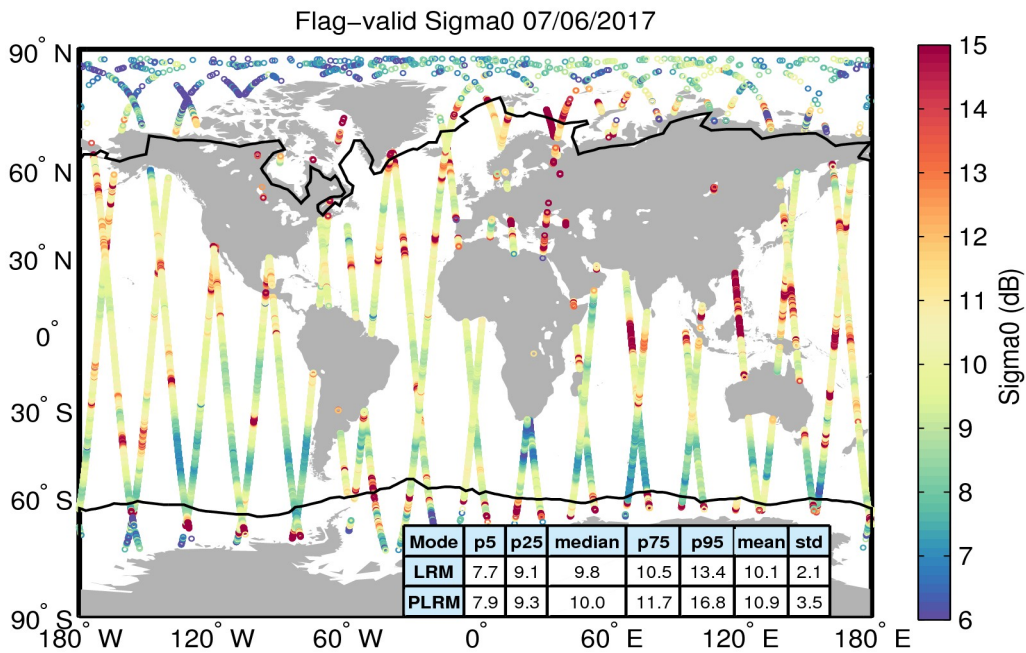 Flag−valid Sigma0 07/06/2017
90° N
60° N
30° N
0°
30° S
60° S
90° S
180° W
120° W
60° W
0°
60° E
120° E
180° E
Mode p5 p25 median p75 p95 mean std
LRM 7.7 9.1 9.8 10.5 13.4 10.1 2.1
PLRM 7.9 9.3 10.0 11.7 16.8 10.9 3.5
15
14
13
12
11
10
9
8
7
6
Sigma0 (dB)